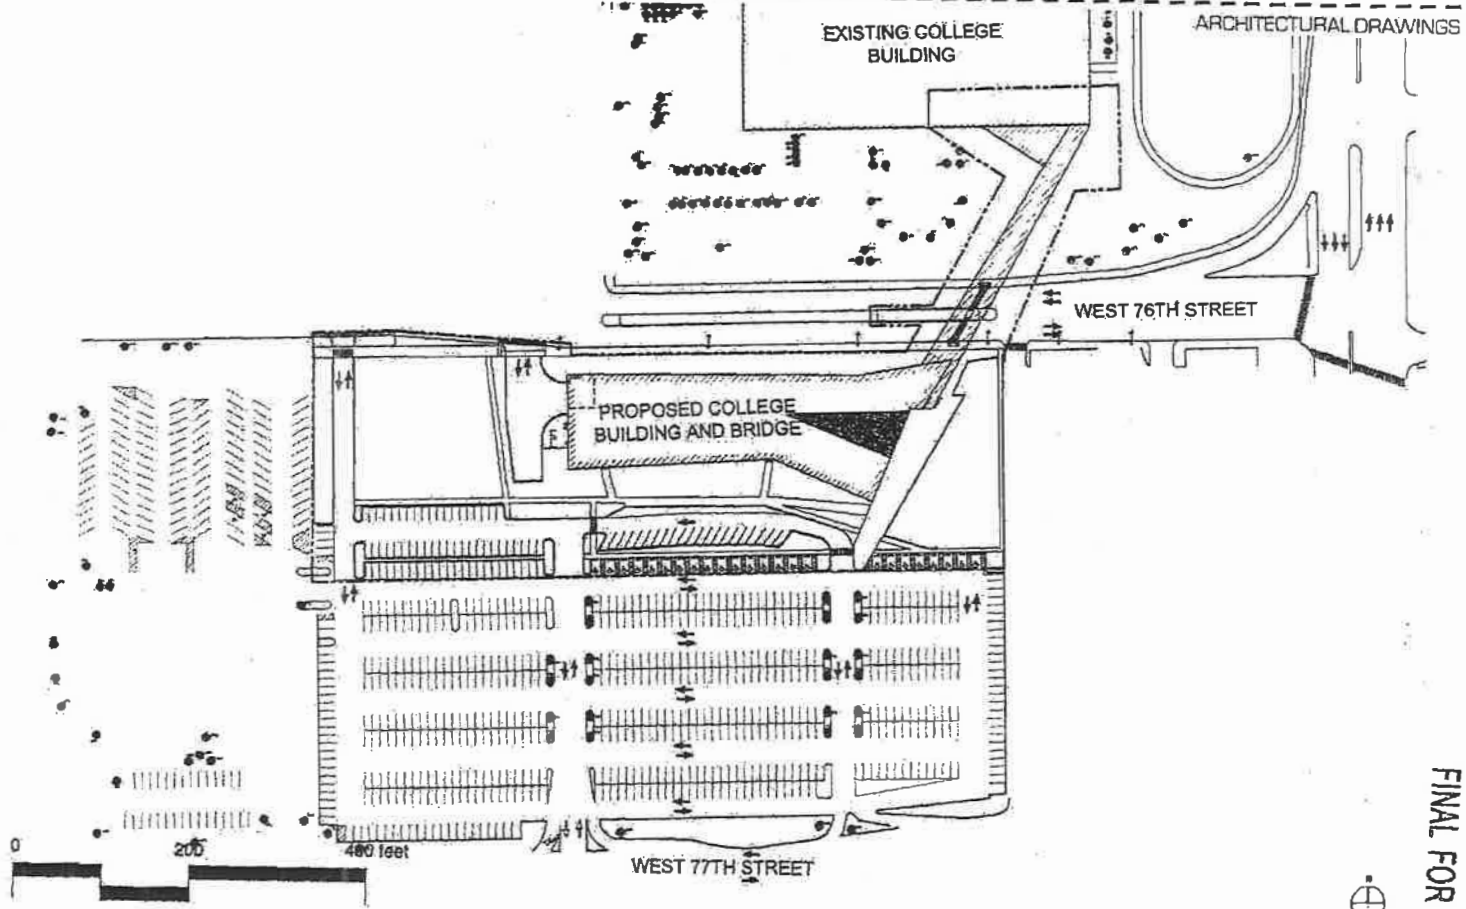 ARCHITECTURAL DRAWINGS
EXISTING COLLEGE
BUILDING
WEST 76TH STREET
PROPOSED COLLEGE
BUILDING AND BRIDGE
WEST 77TH STREET
0 200 400 feet
FINAL FOR